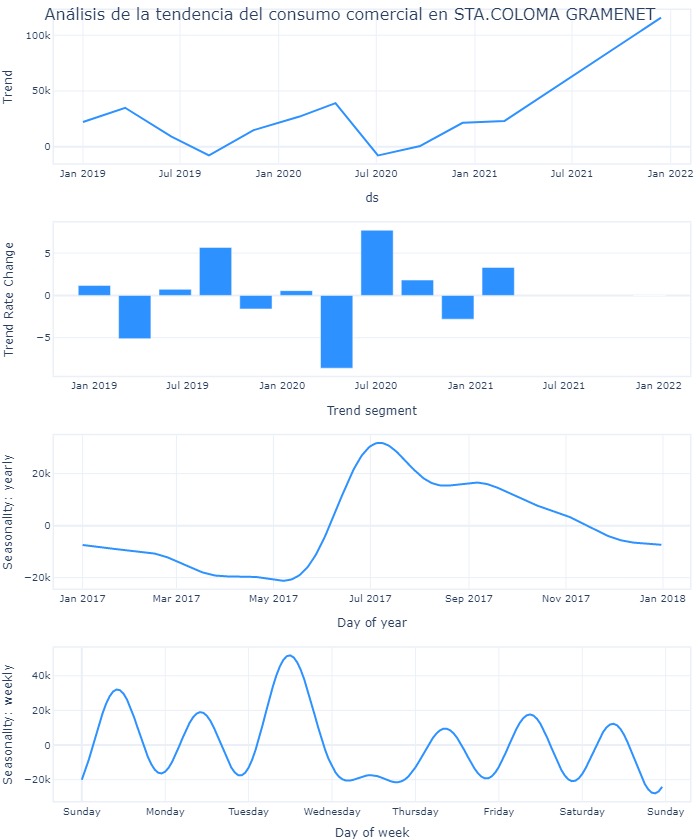 Análisis de la tendencia del consumo comercial en STA.COLOMA GRAMENET
100k
50k
0
Trend
Jan 2019 Jul 2019 Jan 2020 Jul 2020 Jan 2021 Jul 2021 Jan 2022
ds
5
0
−5
Trend Rate Change
Jan 2019 Jul 2019 Jan 2020 Jul 2020 Jan 2021 Jul 2021 Jan 2022
Trend segment
20k
0
−20k
Seasonality: yearly
Jan 2017 Mar 2017 May 2017 Jul 2017 Sep 2017 Nov 2017 Jan 2018
Day of year
40k
20k
0
−20k
Seasonality: weekly
Sunday Monday Tuesday Wednesday Thursday Friday Saturday Sunday
Day of week